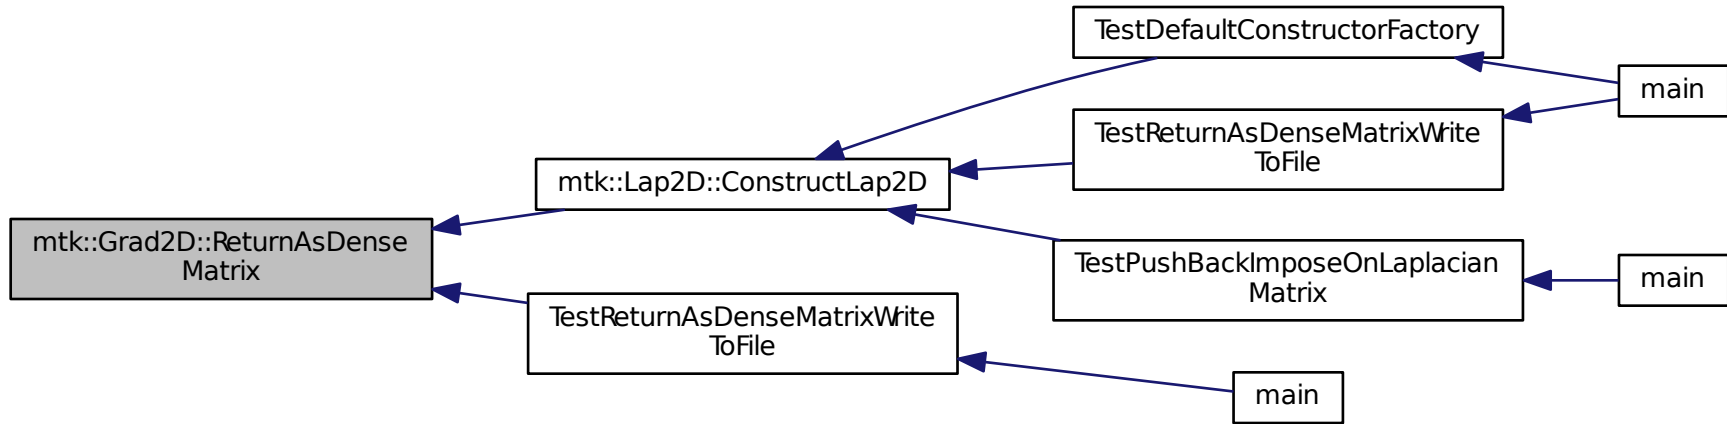 TestDefaultConstructorFactory
main
TestReturnAsDenseMatrixWrite
ToFile
mtk::Lap2D::ConstructLap2D
mtk::Grad2D::ReturnAsDense
Matrix
TestPushBackImposeOnLaplacian
Matrix
main
TestReturnAsDenseMatrixWrite
ToFile
main